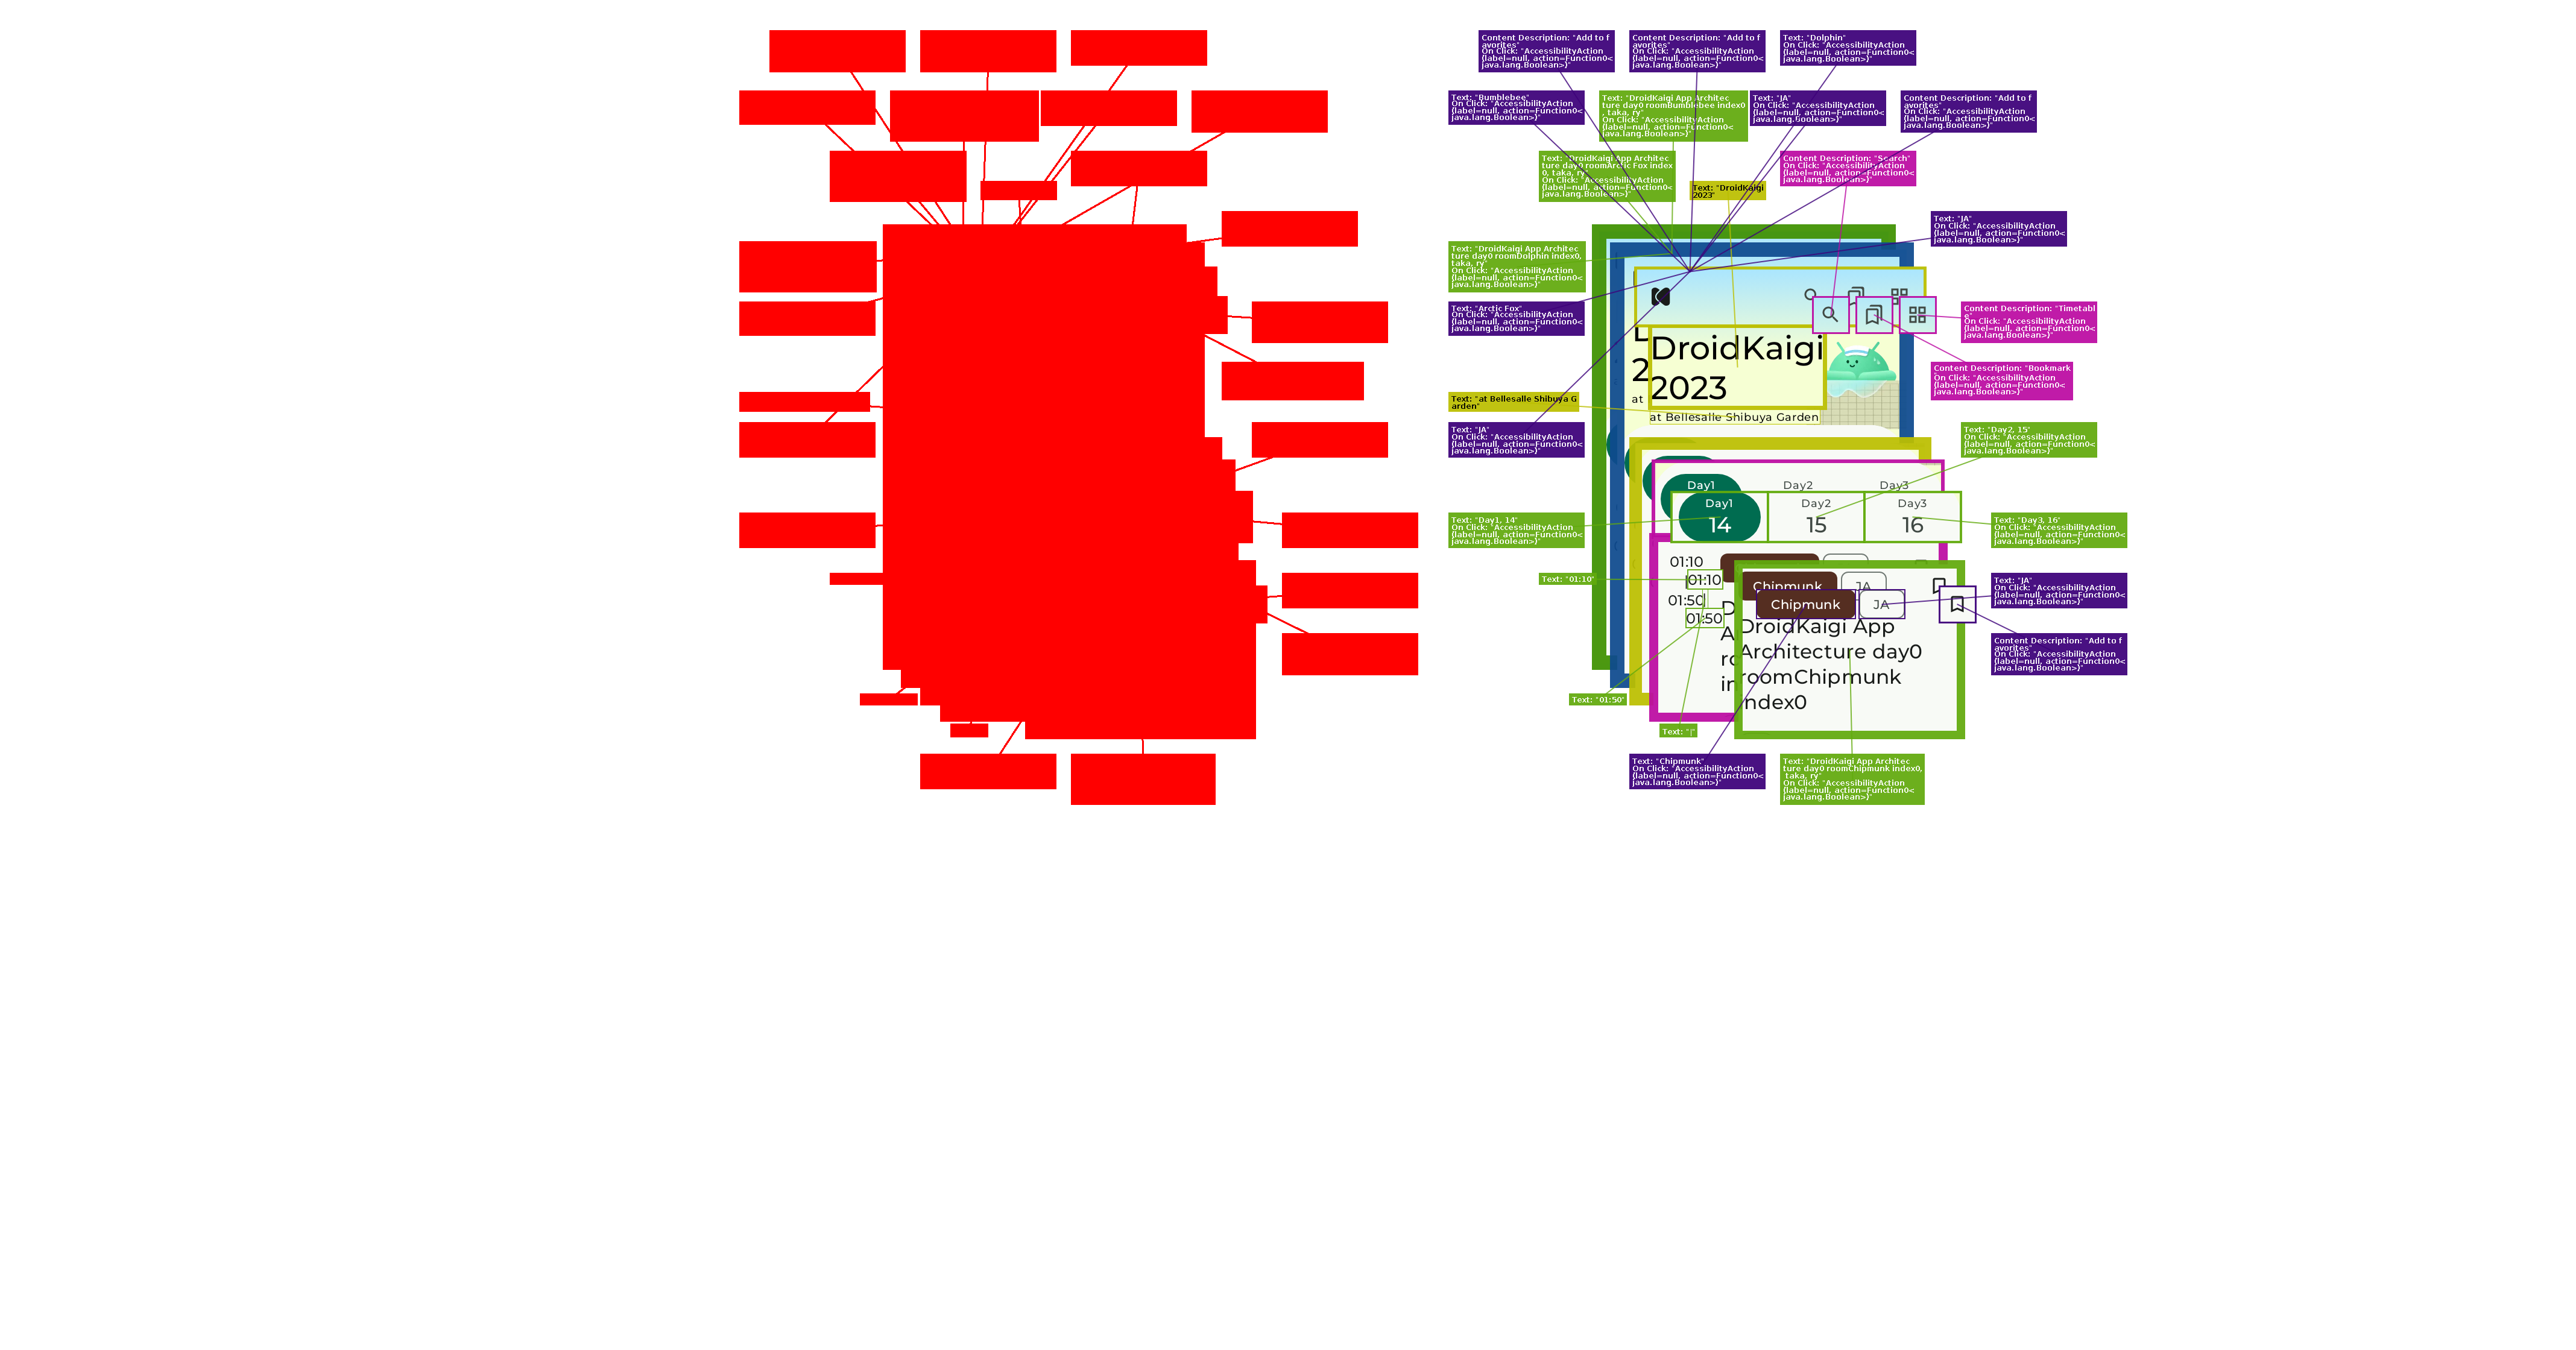 Content Description: "Add to f
avorites"
On Click: "AccessibilityAction
{label=null, action=Function0<
java.lang.Boolean>)"
Content Description: "Add to f
avorites"
On Click: "AccessibilityAction
{label=null, action=Function0<
java.lang.Boolean>)"
Text: "Dolphin"
On Click: "AccessibilityAction
{label=null, action=Function0<
java.lang.Boolean>)"
Text: "Bumblebee"
On Click: "AccessibilityAction
{label=null, action=Function0<
java.lang.Boolean>)"
Text: "DroidKaigi App Architec
ture day0 roomBumblebee index0
, taka, ry"
On Click: "AccessibilityAction
{label=null, action=Function0<
java.lang.Boolean>)"
Text: "JA"
On Click: "AccessibilityAction
{label=null, action=Function0<
java.lang.Boolean>)"
Content Description: "Add to f
avorites"
On Click: "AccessibilityAction
{label=null, action=Function0<
java.lang.Boolean>)"
Text: "DroidKaigi App Architec
ture day0 roomArctic Fox index
0, taka, ry"
On Click: "AccessibilityAction
{label=null, action=Function0<
java.lang.Boolean>)"
Text: "DroidKaigi
2023"
Content Description: "Search"
On Click: "AccessibilityAction
{label=null, action=Function0<
java.lang.Boolean>)"
Text: "JA"
On Click: "AccessibilityAction
{label=null, action=Function0<
java.lang.Boolean>)"
Text: "DroidKaigi App Architec
ture day0 roomDolphin index0,
taka, ry"
On Click: "AccessibilityAction
{label=null, action=Function0<
java.lang.Boolean>)"
Text: "Arctic Fox"
On Click: "AccessibilityAction
{label=null, action=Function0<
java.lang.Boolean>)"
Content Description: "Timetabl
e"
On Click: "AccessibilityAction
{label=null, action=Function0<
java.lang.Boolean>)"
DroidKaigi
2023
at Bellesalle Shibuya Garden
Content Description: "Bookmark
On Click: "AccessibilityAction
{label=null, action=Function0<
java.lang.Boolean>)"
Text: "at Bellesalle Shibuya G
arden"
Text: "JA"
On Click: "AccessibilityAction
{label=null, action=Function0<
java.lang.Boolean>)"
Text: "Day2, 15"
On Click: "AccessibilityAction
{label=null, action=Function0<
java.lang.Boolean>)"
Day1 Day2 Day3
Day1 Day2 Day3
14 15 16
Text: "Day1, 14"
On Click: "AccessibilityAction
{label=null, action=Function0<
java.lang.Boolean>)"
Text: "Day3, 16"
On Click: "AccessibilityAction
{label=null, action=Function0<
java.lang.Boolean>)"
01:10
Text: "01:10"
01:10
Chipmunk JA
01:50
Chipmunk JA
01:50
DroidKaigi App
Architecture day0
roomChipmunk
index0
Text: "JA"
On Click: "AccessibilityAction
{label=null, action=Function0<
java.lang.Boolean>)"
Content Description: "Add to f
avorites"
On Click: "AccessibilityAction
{label=null, action=Function0<
java.lang.Boolean>)"
Text: "01:50"
Text: "|"
Text: "Chipmunk"
On Click: "AccessibilityAction
{label=null, action=Function0<
java.lang.Boolean>)"
Text: "DroidKaigi App Architec
ture day0 roomChipmunk index0,
taka, ry"
On Click: "AccessibilityAction
{label=null, action=Function0<
java.lang.Boolean>)"